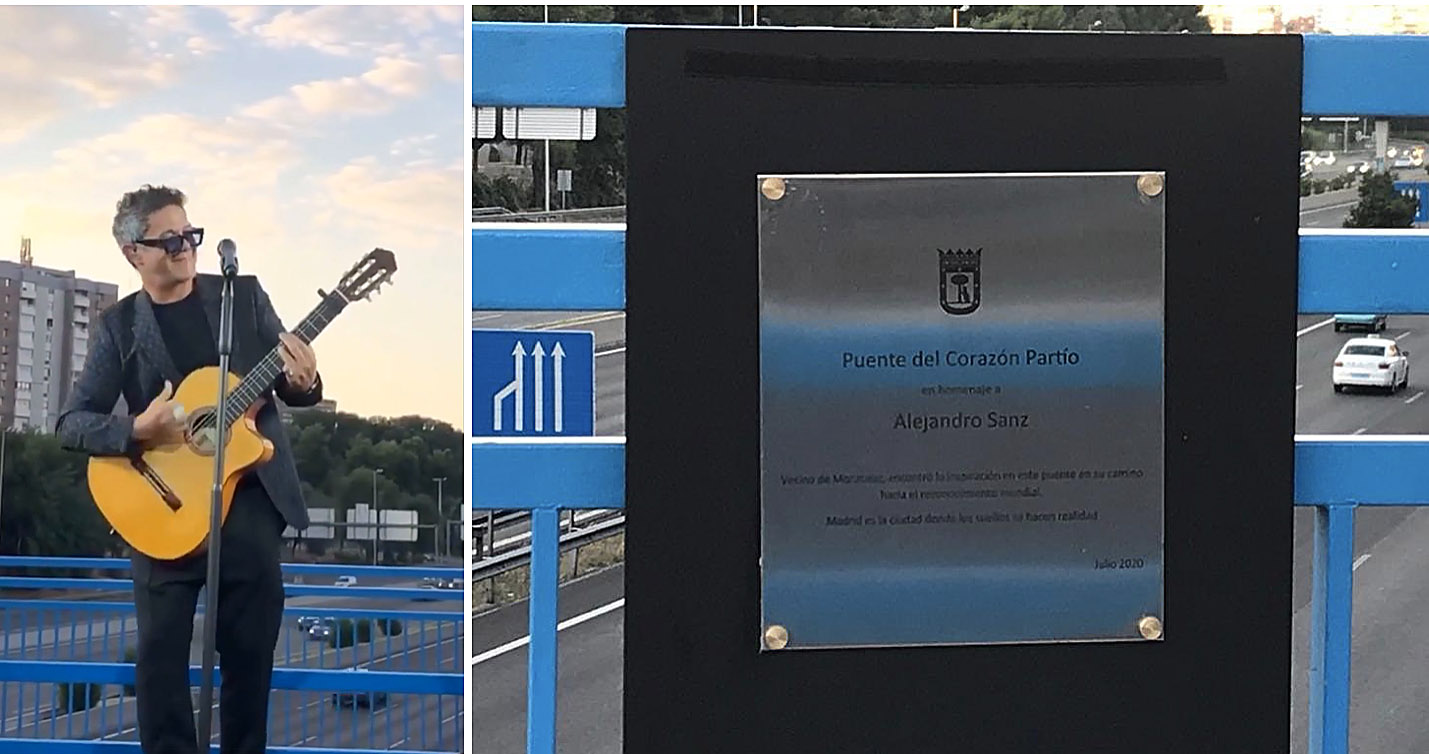 Puente del Corazón Partío
en homenaje a
Alejandro Sanz
Vecino de Moratalaz, encontró la inspiración en este puente en su camino
hacia el reconocimiento mundial.
Madrid es la ciudad donde los sueños se hacen realidad
Julio 2020